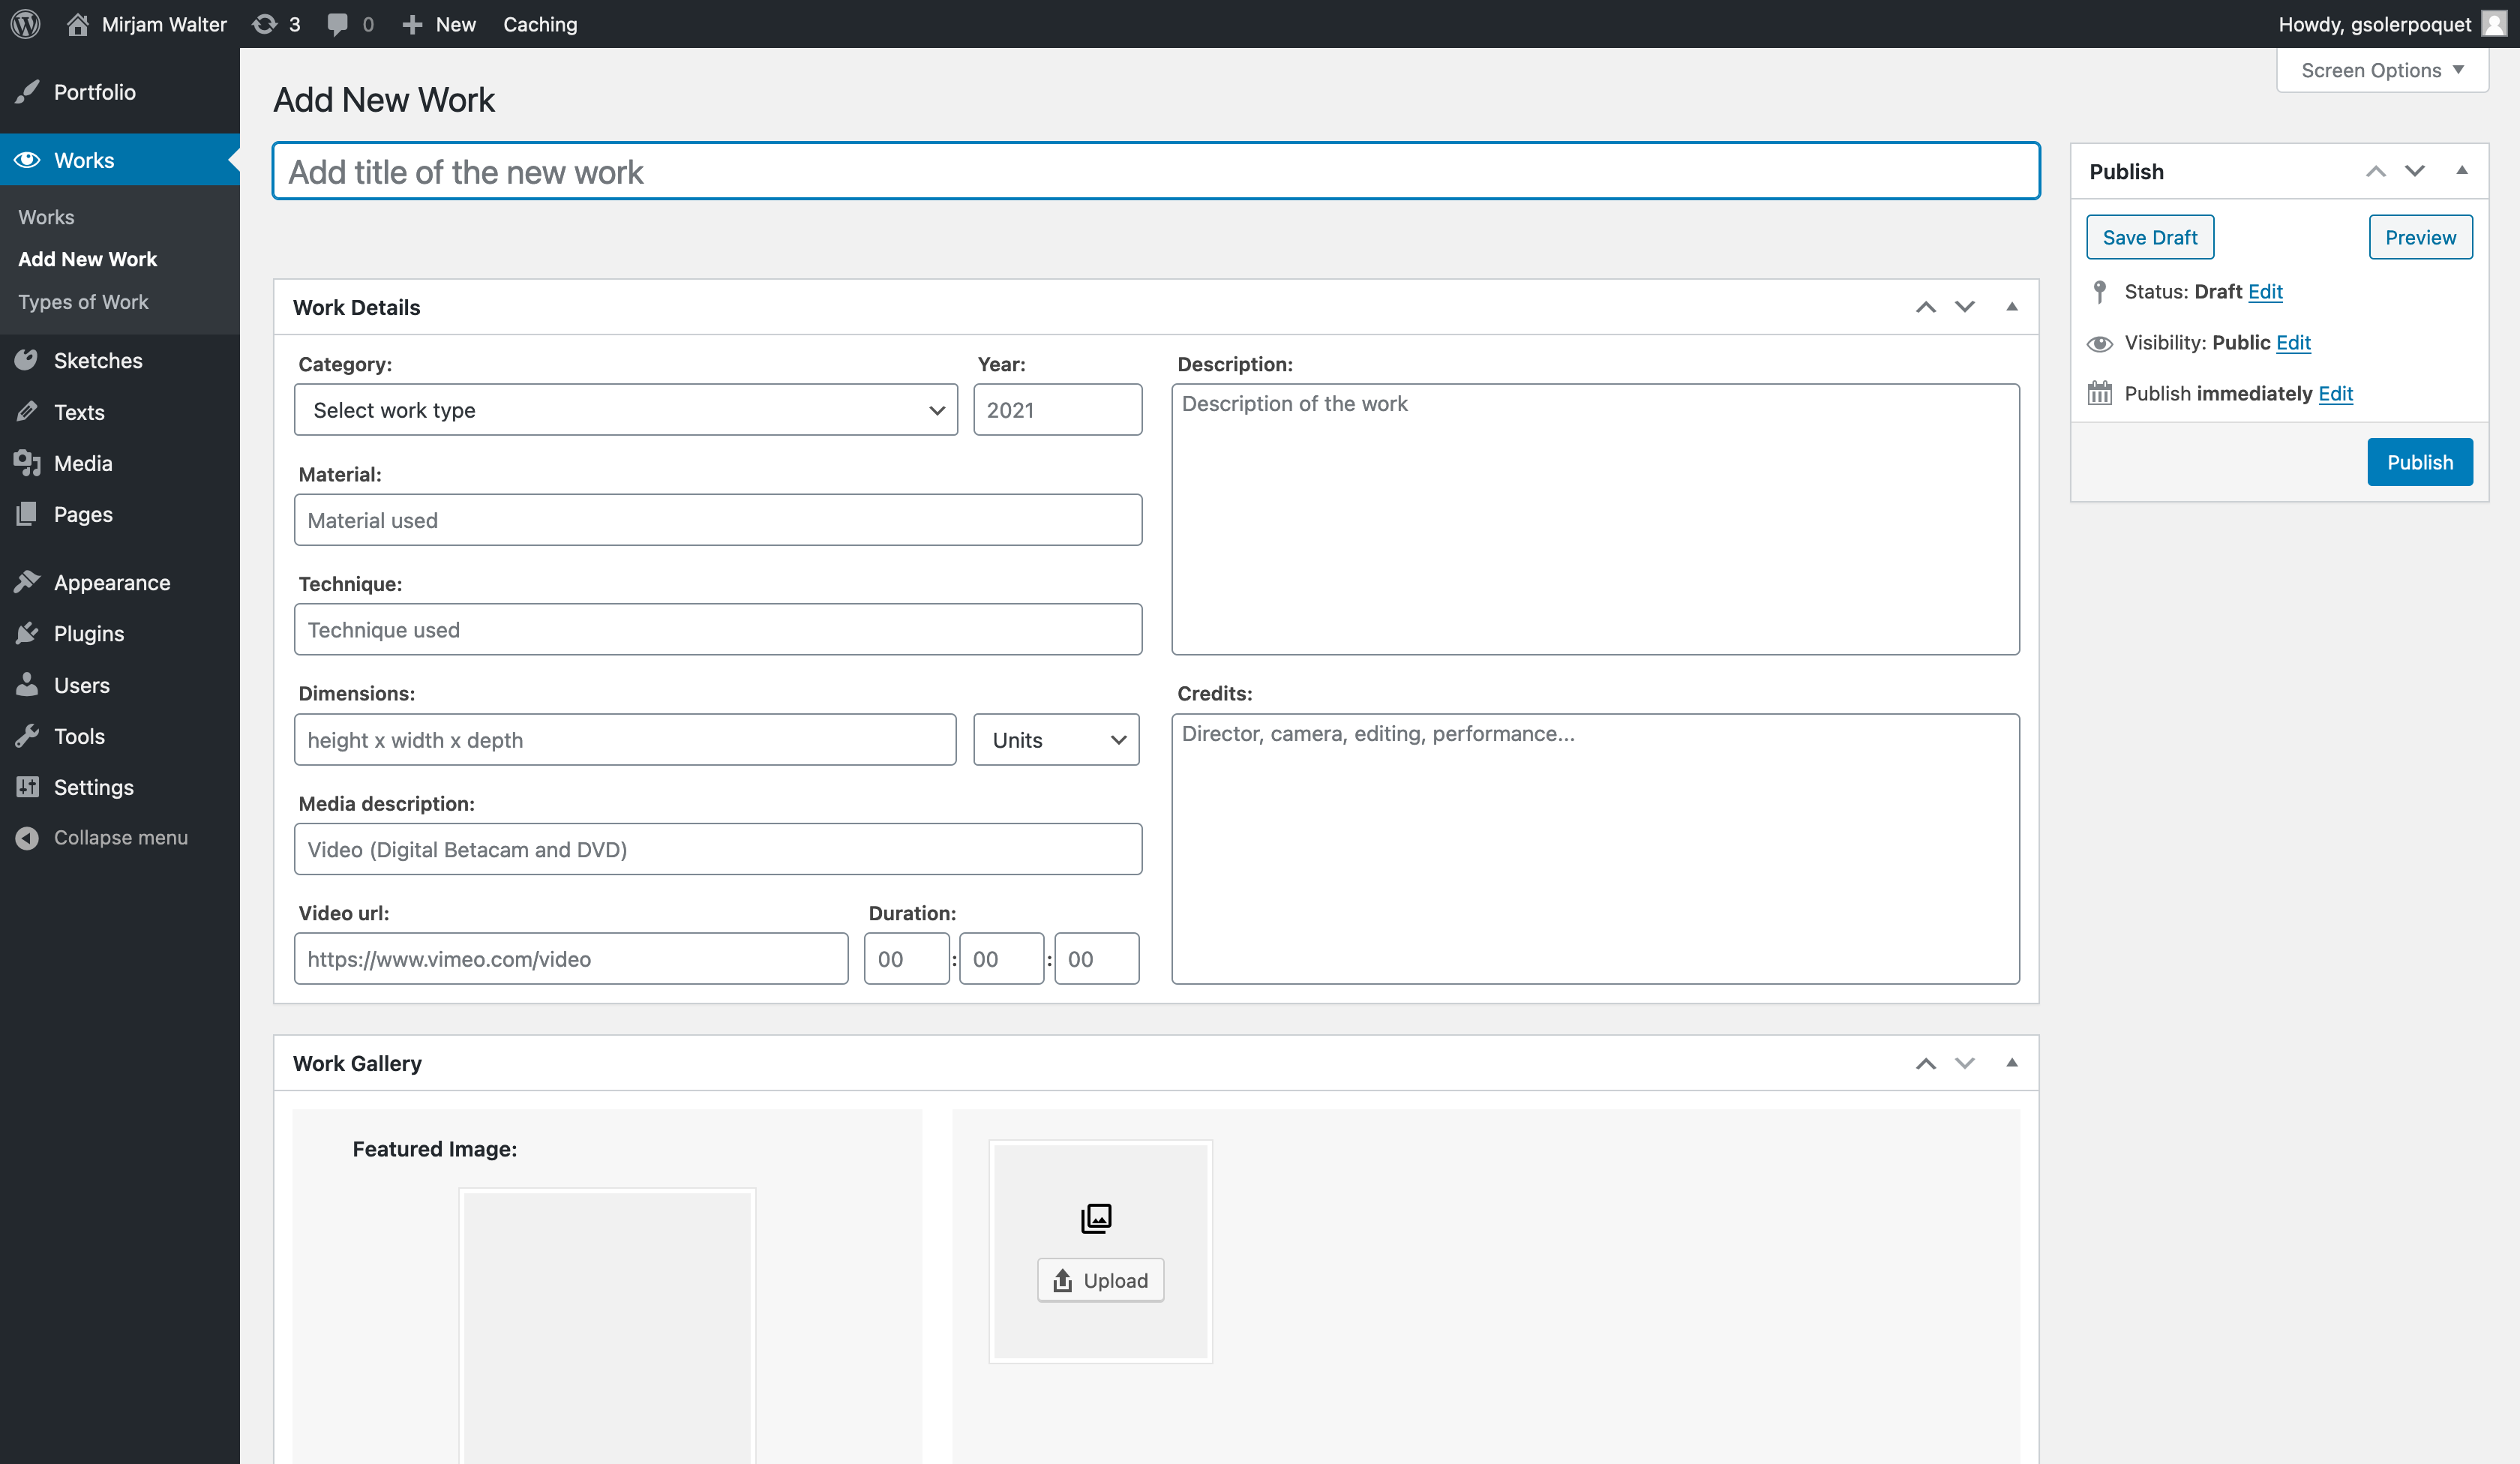 Mirjam Walter
3
0
New
Caching
Howdy, gsolerpoquet
Portfolio
Works
Works
Add New Work
Types of Work
Sketches
Texts
Media
Pages
Appearance
Plugins
Users
Tools
Settings
Collapse menu
Screen Options
Add New Work
Add title of the new work
Work Details
Category:
Select work type
Year:
2021
Material:
Material used
Technique:
Technique used
Dimensions:
height x width x depth
Units
Media description:
Video (Digital Betacam and DVD)
Video url:
https://www.vimeo.com/video
Duration:
00 : 00 : 00
Description:
Description of the work
Credits:
Director, camera, editing, performance...
Work Gallery
Featured Image:
Upload
Publish
Save Draft
Preview
Status: Draft Edit
Visibility: Public Edit
Publish immediately Edit
Publish